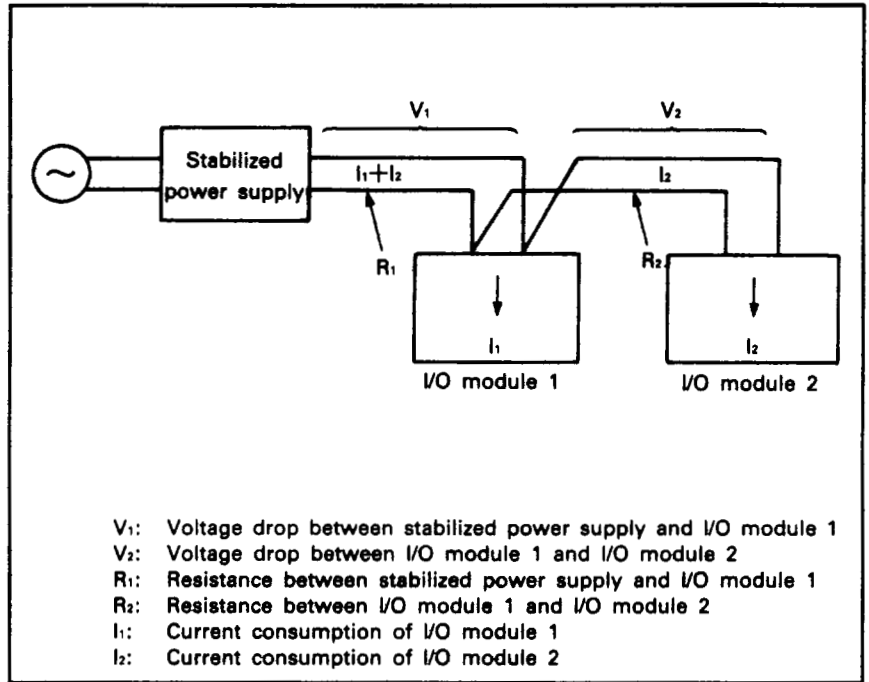 V₁ V₂
~
Stabilized
power supply
I₁+I₂ I₂
R₁ R₂
I₁ I₂
I/O module 1 I/O module 2
V₁: Voltage drop between stabilized power supply and I/O module 1
V₂: Voltage drop between I/O module 1 and I/O module 2
R₁: Resistance between stabilized power supply and I/O module 1
R₂: Resistance between I/O module 1 and I/O module 2
I₁: Current consumption of I/O module 1
I₂: Current consumption of I/O module 2